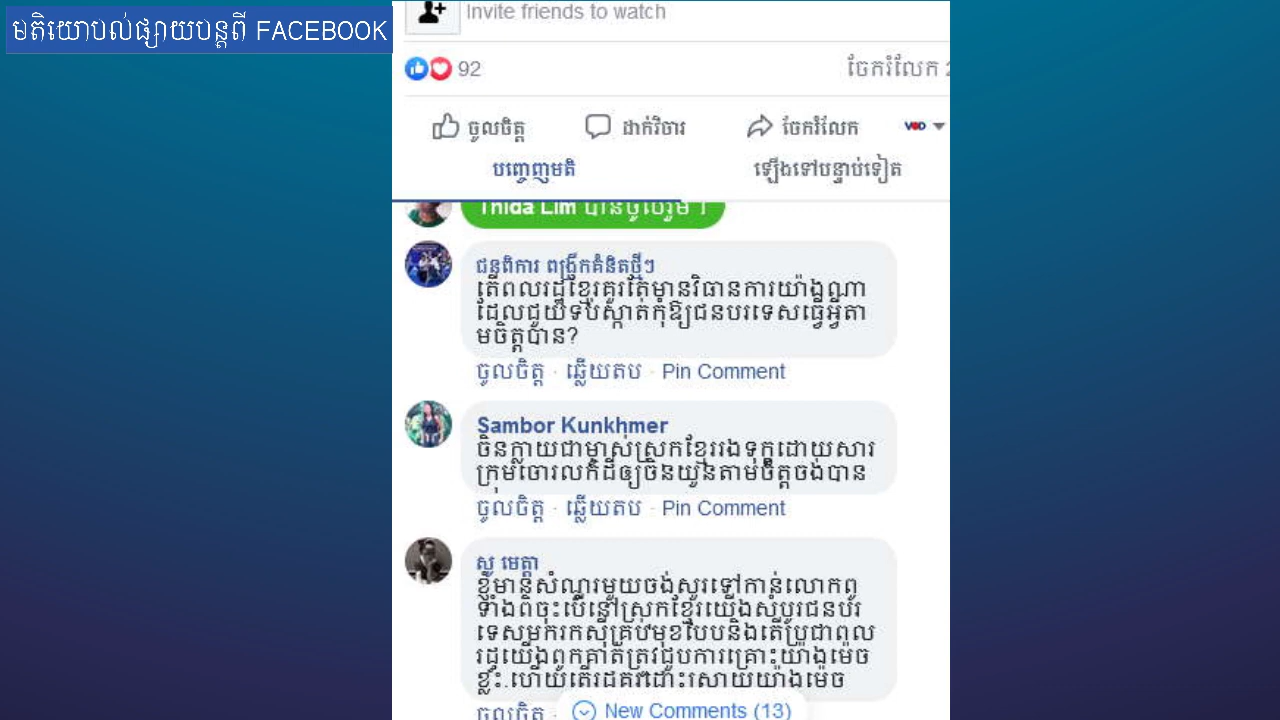 មតិយោបល់ផ្សាយបន្តពី FACEBOOK
Invite friends to watch
92
ចែករំលែក
ចូលចិត្ត
ដាក់វិចារ
ចែករំលែក
VOD
បញ្ចេញមតិ
ឡើងទៅបន្ទាប់ទៀត
Thida Lim បានចូលរួម ។
ជនពិការ ពង្រីកគំនិតថ្មីៗ
តើពលរដ្ឋខ្មែរគួរតែមានវិធានការយ៉ាងណា
ដែលជួយទប់ស្កាត់កុំឱ្យជនបរទេសធ្វើអ្វីតា
មចិត្តបាន?
ចូលចិត្ត · ឆ្លើយតប · Pin Comment
Sambor Kunkhmer
ចិនក្លាយជាម្ចាស់ស្រុកខ្មែររងទុក្ខដោយសារ
ក្រុមចោរលក់ដីឲ្យចិនយួនតាមចិត្តចង់បាន
ចូលចិត្ត · ឆ្លើយតប · Pin Comment
សូ មេត្តា
ខ្ញុំមានសំណួរមួយចង់សួរទៅកាន់លោកពូ
ទាំងពិចះបើនៅស្រុកខ្មែរយើងសំបូរជនបរ
ទេសមករកស៊ីគ្រប់មុខបែបនិងតើប្រជាពល
រដ្ឋយើងពូកគាត់ត្រូវជួបការគ្រោះយ៉ាងម៉េច
ខ្លះ.ហើយតើរដគរដោះរសាយយ៉ាងម៉េច
ចូលចិត្ត ·
New Comments (13)